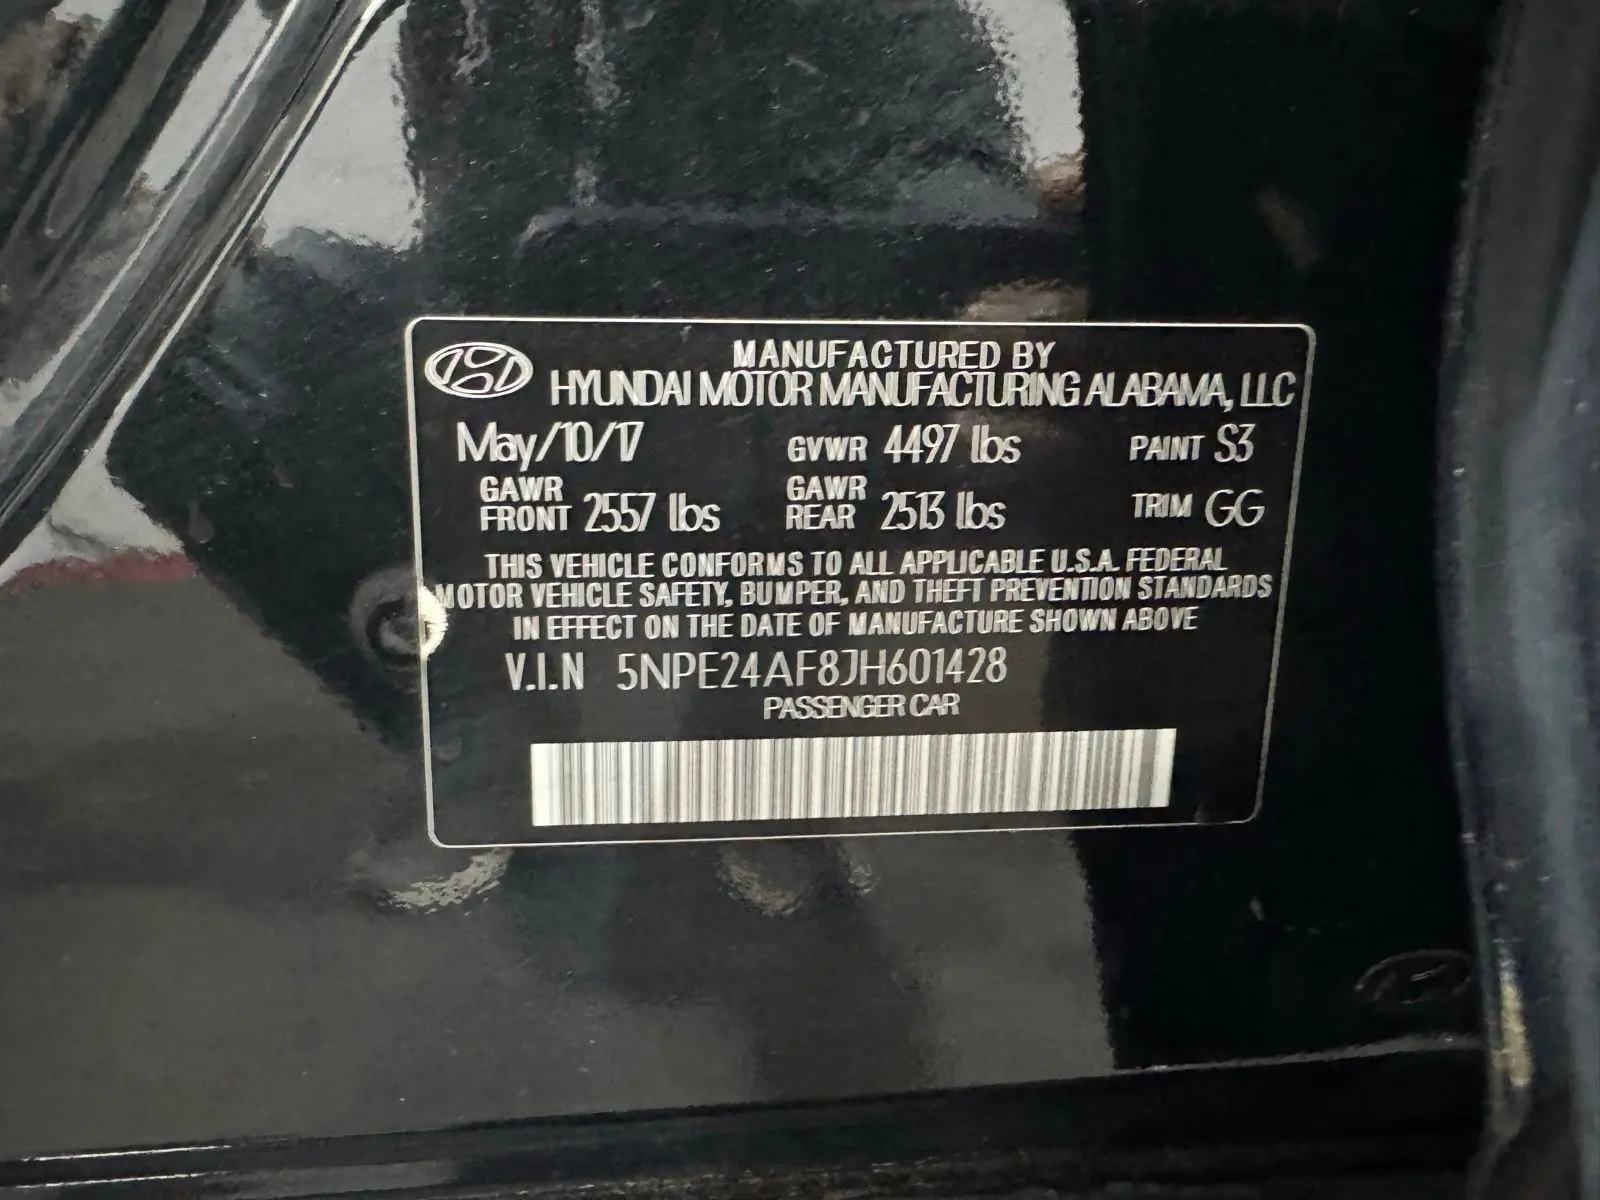 MANUFACTURED BY
HYUNDAI MOTOR MANUFACTURING ALABAMA, LLC
May/10/17 GVWR 4497 lbs PAINT S3
GAWR FRONT 2557 lbs GAWR REAR 2513 lbs TRIM GG
THIS VEHICLE CONFORMS TO ALL APPLICABLE U.S.A. FEDERAL
MOTOR VEHICLE SAFETY, BUMPER, AND THEFT PREVENTION STANDARDS
IN EFFECT ON THE DATE OF MANUFACTURE SHOWN ABOVE
V.I.N 5NPE24AF8JH601428
PASSENGER CAR